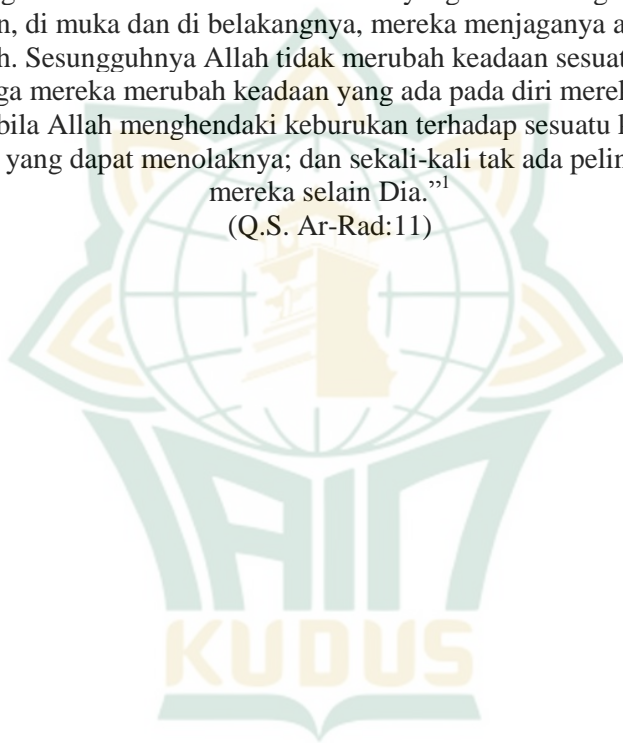 n, di muka dan di belakangnya, mereka menjaganya a
h. Sesungguhnya Allah tidak merubah keadaan sesuat
ga mereka merubah keadaan yang ada pada diri merek
bila Allah menghendaki keburukan terhadap sesuatu
yang dapat menolaknya; dan sekali-kali tak ada pelin
mereka selain Dia.”1
(Q.S. Ar-Rad:11)
IAIN
KUDUS